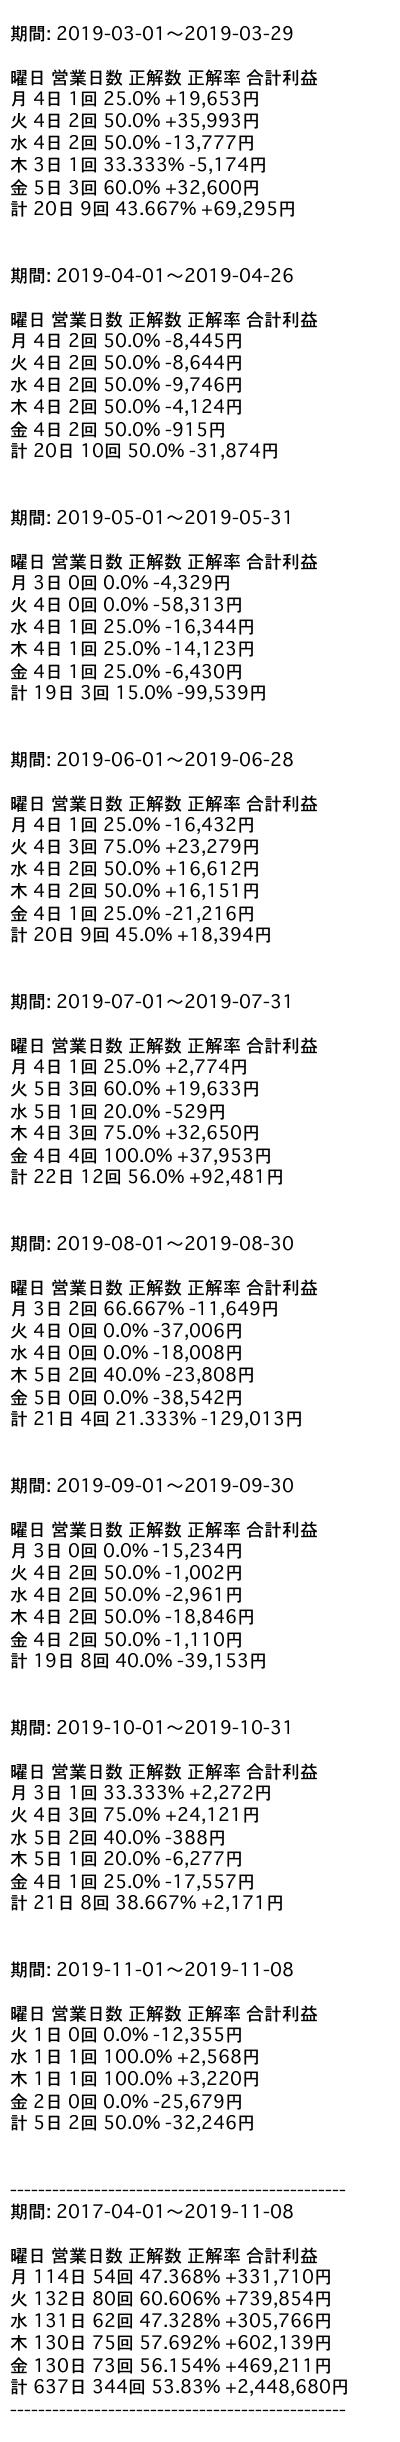 期間: 2019-03-01〜2019-03-29
曜日 営業日数 正解数 正解率 合計利益
月 4日 1回 25.0% +19,653円
火 4日 2回 50.0% +35,993円
水 4日 2回 50.0% -13,777円
木 3日 1回 33.333% -5,174円
金 5日 3回 60.0% +32,600円
計 20日 9回 43.667% +69,295円
期間: 2019-04-01〜2019-04-26
曜日 営業日数 正解数 正解率 合計利益
月 4日 2回 50.0% -8,445円
火 4日 2回 50.0% -8,644円
水 4日 2回 50.0% -9,746円
木 4日 2回 50.0% -4,124円
金 4日 2回 50.0% -915円
計 20日 10回 50.0% -31,874円
期間: 2019-05-01〜2019-05-31
曜日 営業日数 正解数 正解率 合計利益
月 3日 0回 0.0% -4,329円
火 4日 0回 0.0% -58,313円
水 4日 1回 25.0% -16,344円
木 4日 1回 25.0% -14,123円
金 4日 1回 25.0% -6,430円
計 19日 3回 15.0% -99,539円
期間: 2019-06-01〜2019-06-28
曜日 営業日数 正解数 正解率 合計利益
月 4日 1回 25.0% -16,432円
火 4日 3回 75.0% +23,279円
水 4日 2回 50.0% +16,612円
木 4日 2回 50.0% +16,151円
金 4日 1回 25.0% -21,216円
計 20日 9回 45.0% +18,394円
期間: 2019-07-01〜2019-07-31
曜日 営業日数 正解数 正解率 合計利益
月 4日 1回 25.0% +2,774円
火 5日 3回 60.0% +19,633円
水 5日 1回 20.0% -529円
木 4日 3回 75.0% +32,650円
金 4日 4回 100.0% +37,953円
計 22日 12回 56.0% +92,481円
期間: 2019-08-01〜2019-08-30
曜日 営業日数 正解数 正解率 合計利益
月 3日 2回 66.667% -11,649円
火 4日 0回 0.0% -37,006円
水 4日 0回 0.0% -18,008円
木 5日 2回 40.0% -23,808円
金 5日 0回 0.0% -38,542円
計 21日 4回 21.333% -129,013円
期間: 2019-09-01〜2019-09-30
曜日 営業日数 正解数 正解率 合計利益
月 3日 0回 0.0% -15,234円
火 4日 2回 50.0% -1,002円
水 4日 2回 50.0% -2,961円
木 4日 2回 50.0% -18,846円
金 4日 2回 50.0% -1,110円
計 19日 8回 40.0% -39,153円
期間: 2019-10-01〜2019-10-31
曜日 営業日数 正解数 正解率 合計利益
月 3日 1回 33.333% +2,272円
火 4日 3回 75.0% +24,121円
水 5日 2回 40.0% -388円
木 5日 1回 20.0% -6,277円
金 4日 1回 25.0% -17,557円
計 21日 8回 38.667% +2,171円
期間: 2019-11-01〜2019-11-08
曜日 営業日数 正解数 正解率 合計利益
火 1日 0回 0.0% -12,355円
水 1日 1回 100.0% +2,568円
木 1日 1回 100.0% +3,220円
金 2日 0回 0.0% -25,679円
計 5日 2回 50.0% -32,246円
------------------------------------------------
期間: 2017-04-01〜2019-11-08
曜日 営業日数 正解数 正解率 合計利益
月 114日 54回 47.368% +331,710円
火 132日 80回 60.606% +739,854円
水 131日 62回 47.328% +305,766円
木 130日 75回 57.692% +602,139円
金 130日 73回 56.154% +469,211円
計 637日 344回 53.83% +2,448,680円
------------------------------------------------